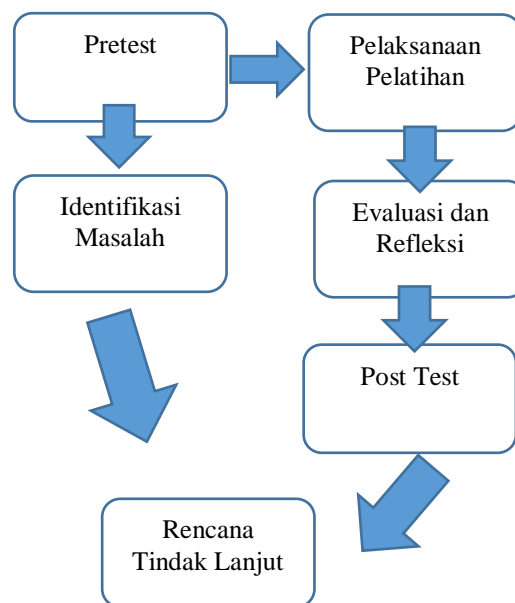 Pretest
Pelaksanaan
Pelatihan
Identifikasi
Masalah
Evaluasi dan
Refleksi
Post Test
Rencana
Tindak Lanjut